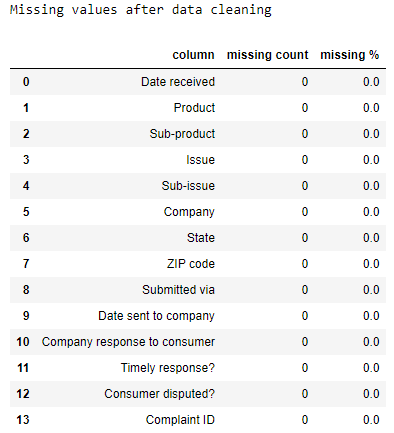 Missing values after data cleaning
column missing count missing %
0 Date received 0 0.0
1 Product 0 0.0
2 Sub-product 0 0.0
3 Issue 0 0.0
4 Sub-issue 0 0.0
5 Company 0 0.0
6 State 0 0.0
7 ZIP code 0 0.0
8 Submitted via 0 0.0
9 Date sent to company 0 0.0
10 Company response to consumer 0 0.0
11 Timely response? 0 0.0
12 Consumer disputed? 0 0.0
13 Complaint ID 0 0.0